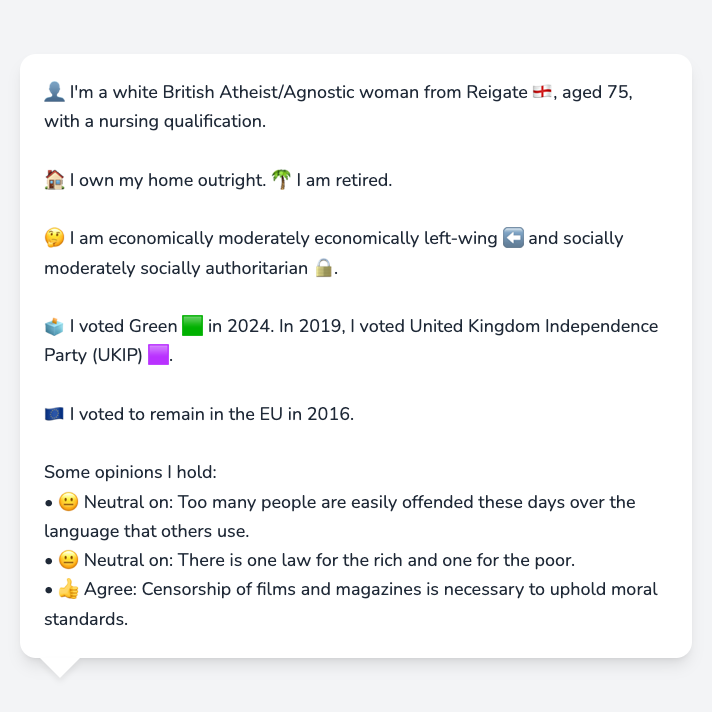 👤 I'm a white British Atheist/Agnostic woman from Reigate 🏴󠁧󠁢󠁥󠁮󠁧󠁿, aged 75,
with a nursing qualification.
🏠 I own my home outright. 🌴 I am retired.
🤔 I am economically moderately economically left-wing ⬅️ and socially
moderately socially authoritarian 🔒.
🗳️ I voted Green 🟩 in 2024. In 2019, I voted United Kingdom Independence
Party (UKIP) 🟪.
🇪🇺 I voted to remain in the EU in 2016.
Some opinions I hold:
• 😐 Neutral on: Too many people are easily offended these days over the
language that others use.
• 😐 Neutral on: There is one law for the rich and one for the poor.
• 👍 Agree: Censorship of films and magazines is necessary to uphold moral
standards.